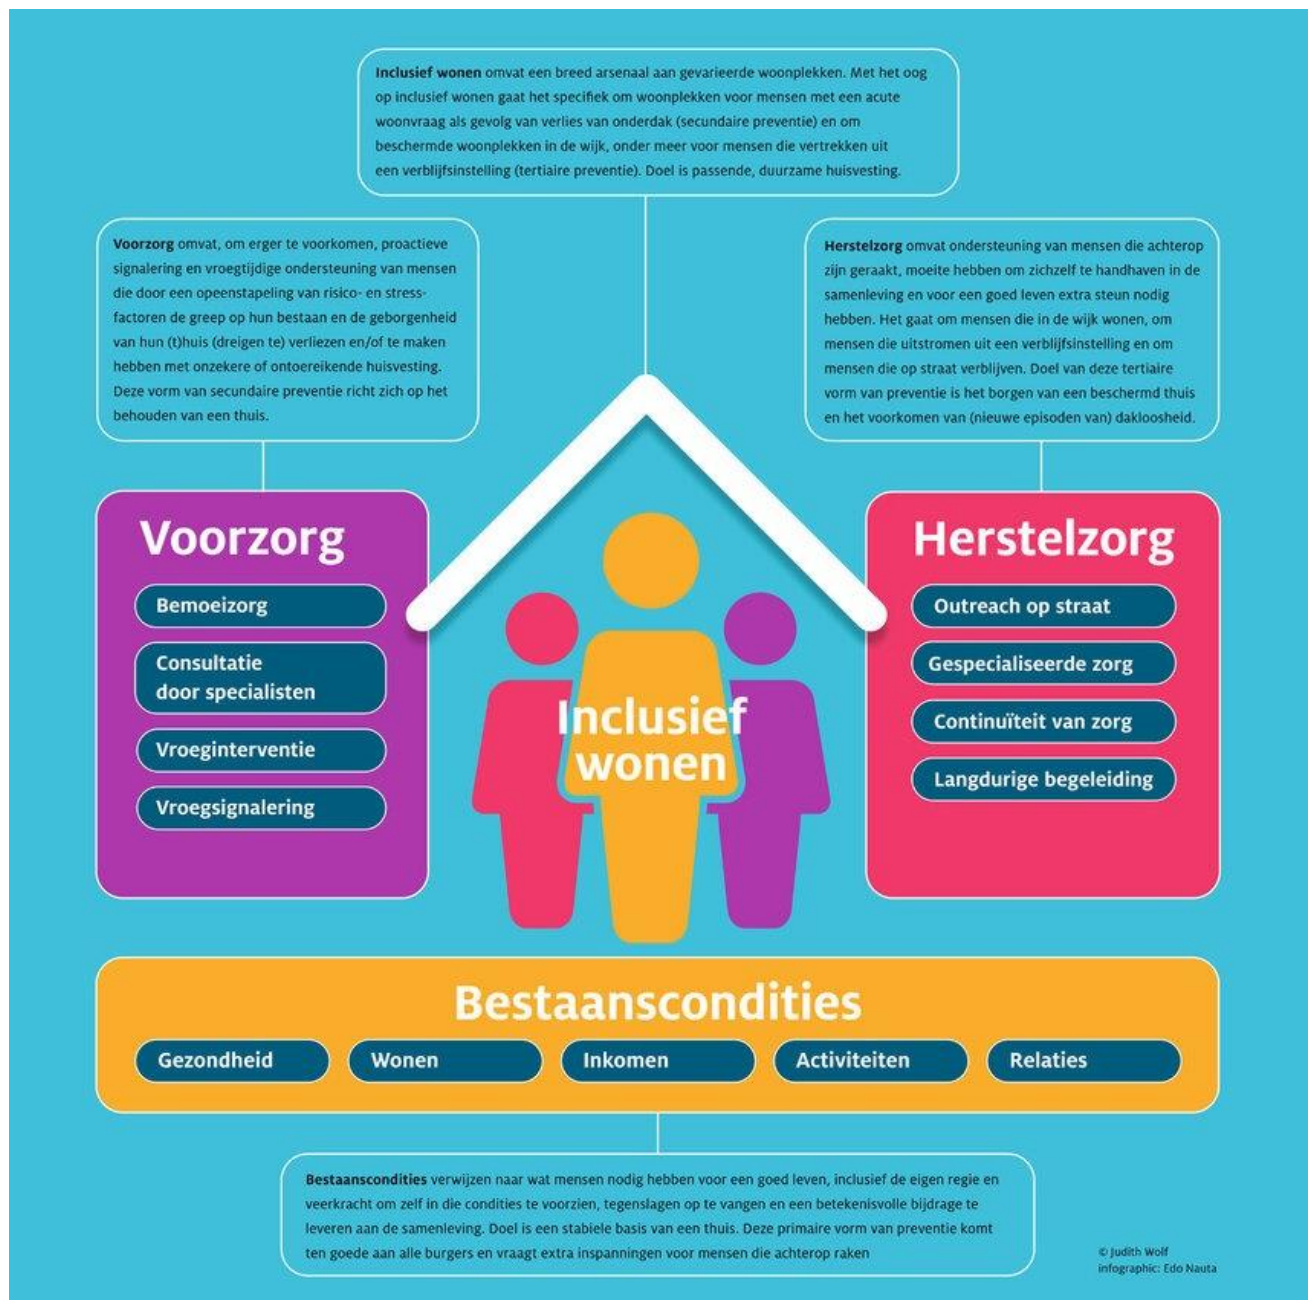 Inclusief wonen omvat een breed arsenaal aan gevarieerde woonplekken. Met het oog
op inclusief wonen gaat het specifiek om woonplekken voor mensen met een acute
woonvraag als gevolg van verlies van onderdak (secundaire preventie) en om
beschermde woonplekken in de wijk, onder meer voor mensen die vertrekken uit
een verblijfsinstelling (tertiaire preventie). Doel is passende, duurzame huisvesting.
Voorzorg omvat, om erger te voorkomen, proactieve
signalering en vroegtijdige ondersteuning van mensen
die door een opeenstapeling van risico- en stress-
factoren de greep op hun bestaan en de geborgenheid
van hun (t)huis (dreigen te) verliezen en/of te maken
hebben met onzekere of ontoereikende huisvesting.
Deze vorm van secundaire preventie richt zich op het
behouden van een thuis.
Herstelzorg omvat ondersteuning van mensen die achterop
zijn geraakt, moeite hebben om zichzelf te handhaven in de
samenleving en voor een goed leven extra steun nodig
hebben. Het gaat om mensen die in de wijk wonen, om
mensen die uitstromen uit een verblijfsinstelling en om
mensen die op straat verblijven. Doel van deze tertiaire
vorm van preventie is het borgen van een beschermd thuis
en het voorkomen van (nieuwe episoden van) dakloosheid.
Voorzorg
Bemoeizorg
Consultatie
door specialisten
Vroeginterventie
Vroegsignalering
Inclusief
wonen
Herstelzorg
Outreach op straat
Gespecialiseerde zorg
Continuïteit van zorg
Langdurige begeleiding
Bestaanscondities
Gezondheid
Wonen
Inkomen
Activiteiten
Relaties
Bestaanscondities verwijzen naar wat mensen nodig hebben voor een goed leven, inclusief de eigen regie en
veerkracht om zelf in die condities te voorzien, tegenslagen op te vangen en een betekenisvolle bijdrage te
leveren aan de samenleving. Doel is een stabiele basis van een thuis. Deze primaire vorm van preventie komt
ten goede aan alle burgers en vraagt extra inspanningen voor mensen die achterop raken
© Judith Wolf
infographic: Edo Nauta